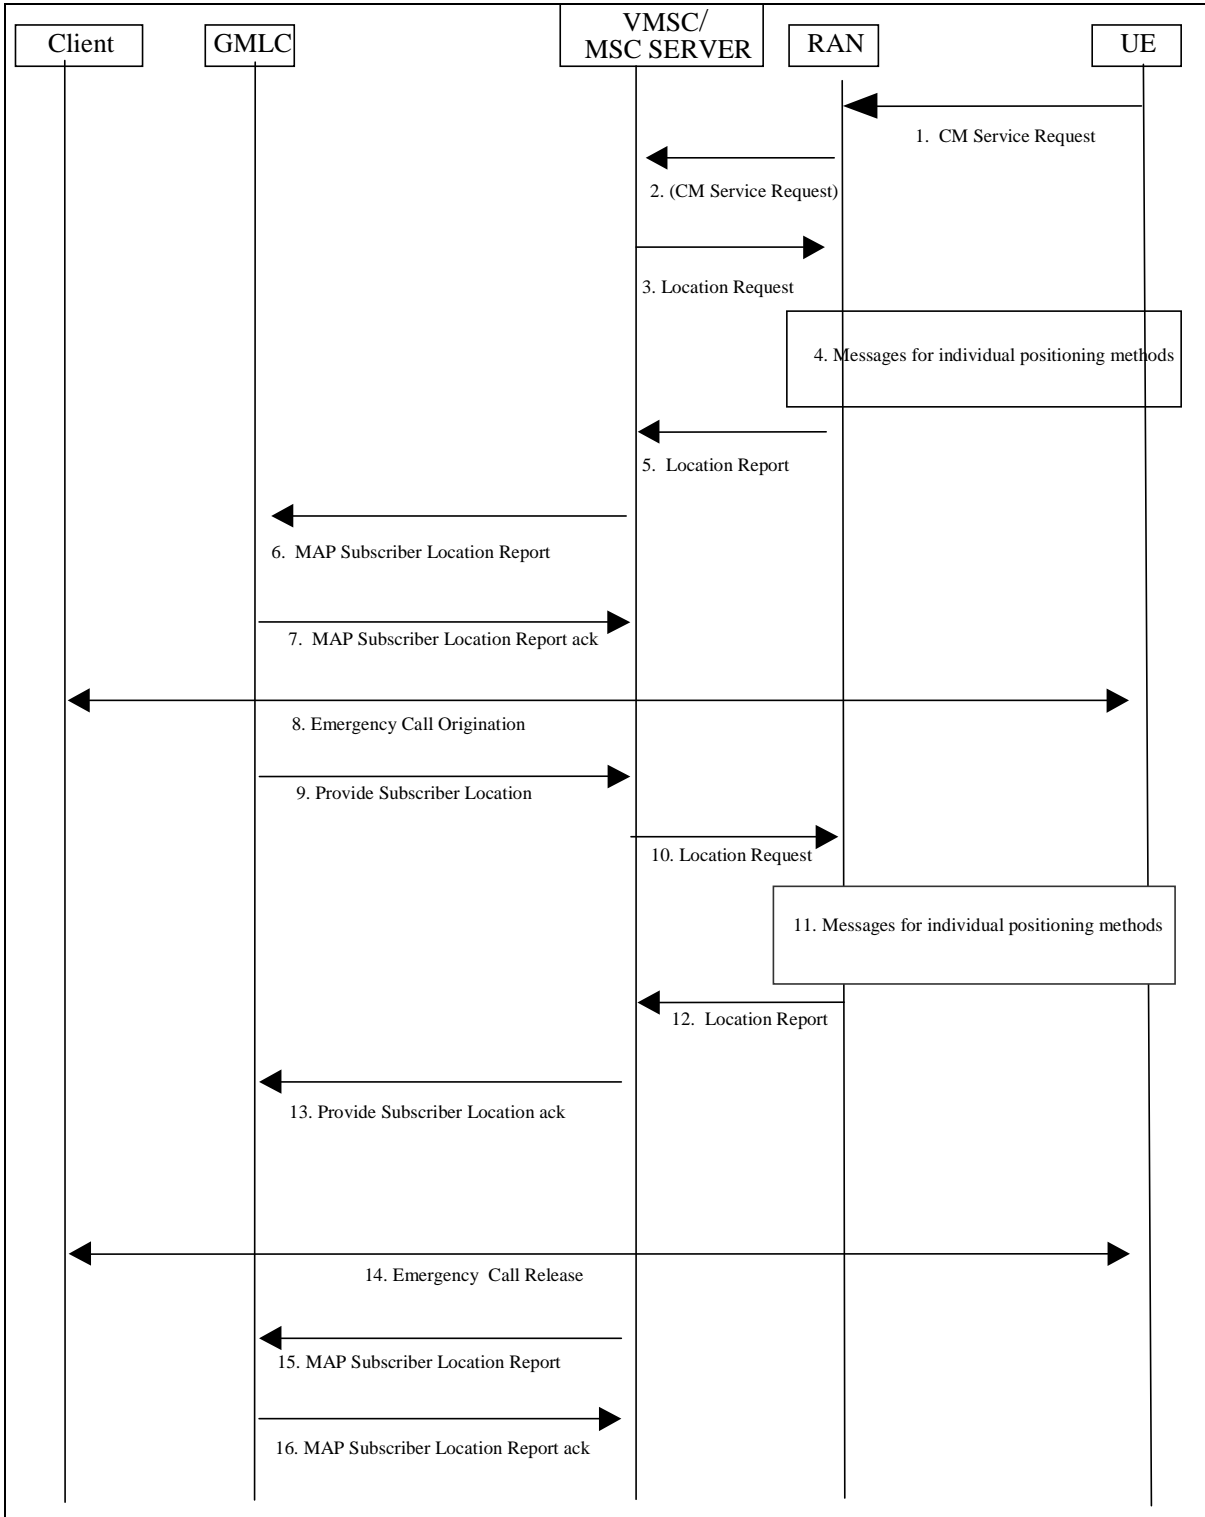 Client
GMLC
VMSC/
MSC SERVER
RAN
UE
1. CM Service Request
2. (CM Service Request)
3. Location Request
4. Messages for individual positioning methods
5. Location Report
6. MAP Subscriber Location Report
7. MAP Subscriber Location Report ack
8. Emergency Call Origination
9. Provide Subscriber Location
10. Location Request
11. Messages for individual positioning methods
12. Location Report
13. Provide Subscriber Location ack
14. Emergency Call Release
15. MAP Subscriber Location Report
16. MAP Subscriber Location Report ack